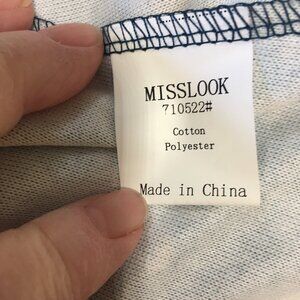 MISSLOOK
710522#
Cotton
Polyester
Made in China